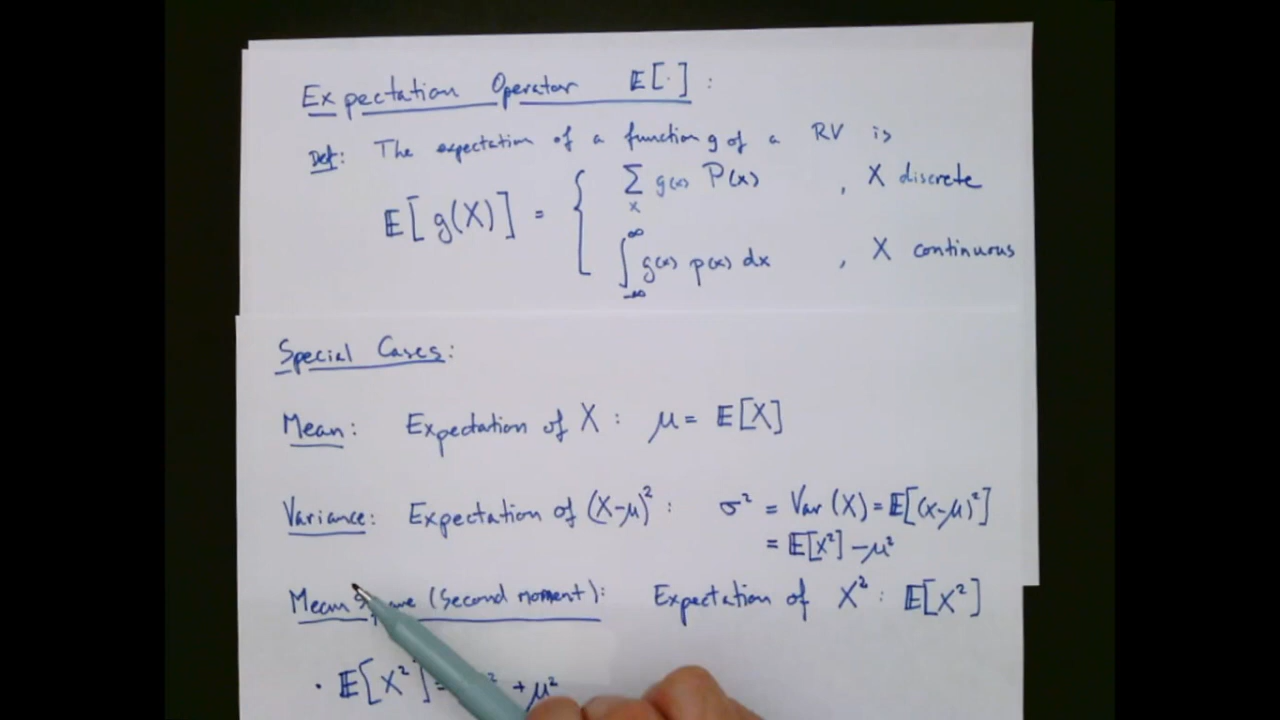 Expectation Operator 𝔼[·] :
Def: The expectation of a function g of a RV is
𝔼[g(X)] = { ∑ₓ g(x) P(x) , X discrete
∫_{-∞}^{∞} g(x) p(x) dx , X continuous
Special Cases:
Mean: Expectation of X : μ = 𝔼[X]
Variance: Expectation of (X-μ)² : σ² = Var (X) = 𝔼[(x-μ)²]
= 𝔼[X²] - μ²
Mean (Second moment): Expectation of X² : 𝔼[X²]
· 𝔼[X²] = ² + μ²